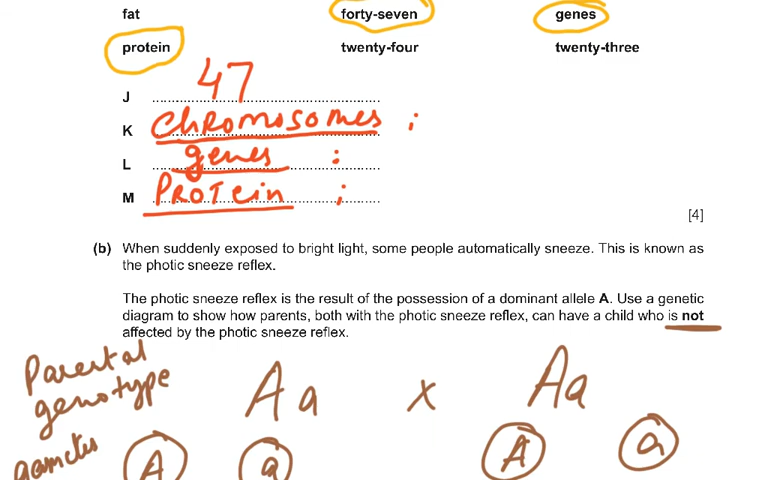 fat forty-seven genes
protein twenty-four twenty-three
J 47
K Chromosomes ;
L genes :
M Protein ;
[4]
(b) When suddenly exposed to bright light, some people automatically sneeze. This is known as
the photic sneeze reflex.
The photic sneeze reflex is the result of the possession of a dominant allele A. Use a genetic
diagram to show how parents, both with the photic sneeze reflex, can have a child who is not
affected by the photic sneeze reflex.
Parental
genotype Aa x Aa
gametes A a A a